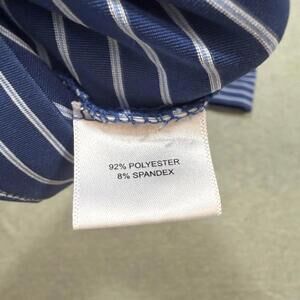 92% POLYESTER
8% SPANDEX